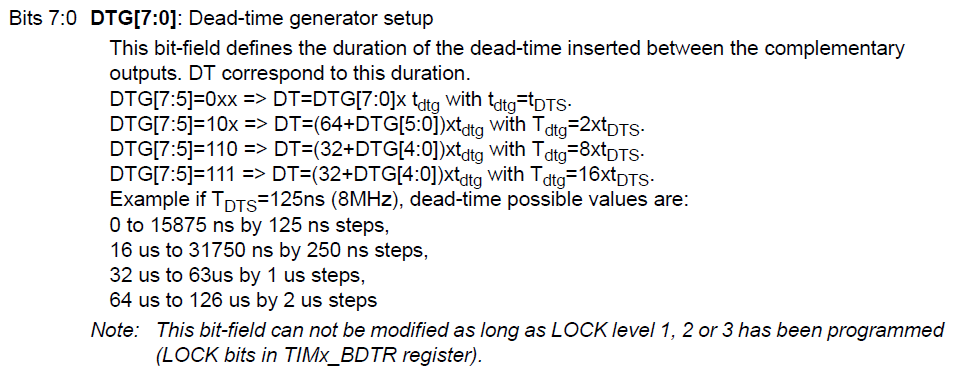 Bits 7:0 DTG[7:0]: Dead-time generator setup
This bit-field defines the duration of the dead-time inserted between the complementary
outputs. DT correspond to this duration.
DTG[7:5]=0xx => DT=DTG[7:0]x tdtg with tdtg=tDTS.
DTG[7:5]=10x => DT=(64+DTG[5:0])xtdtg with Tdtg=2xtDTS.
DTG[7:5]=110 => DT=(32+DTG[4:0])xtdtg with Tdtg=8xtDTS.
DTG[7:5]=111 => DT=(32+DTG[4:0])xtdtg with Tdtg=16xtDTS.
Example if TDTS=125ns (8MHz), dead-time possible values are:
0 to 15875 ns by 125 ns steps,
16 us to 31750 ns by 250 ns steps,
32 us to 63us by 1 us steps,
64 us to 126 us by 2 us steps
Note: This bit-field can not be modified as long as LOCK level 1, 2 or 3 has been programmed
(LOCK bits in TIMx_BDTR register).